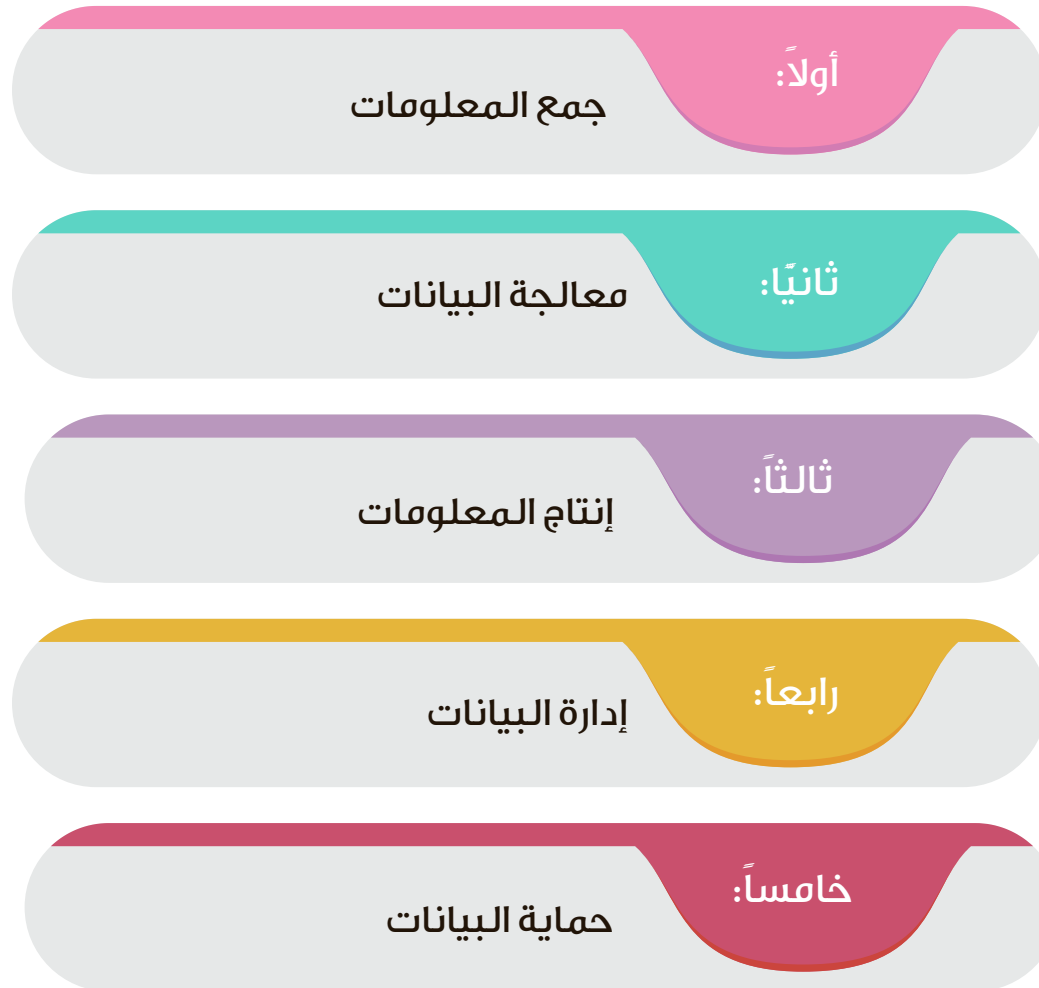 أولاً:
جمع المعلومات
ثانيًا:
معالجة البيانات
ثالثاً:
إنتاج المعلومات
رابعاً:
إدارة البيانات
خامساً:
حماية البيانات